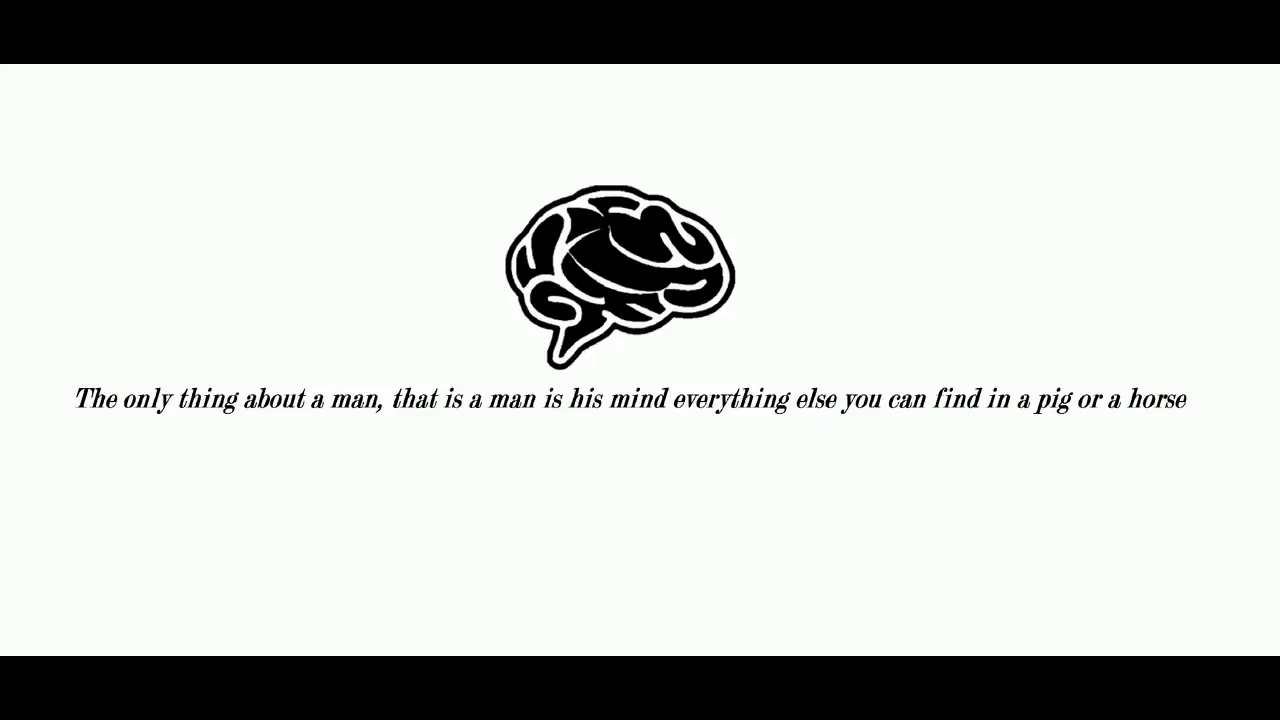 The only thing about a man, that is a man is his mind everything else you can find in a pig or a horse